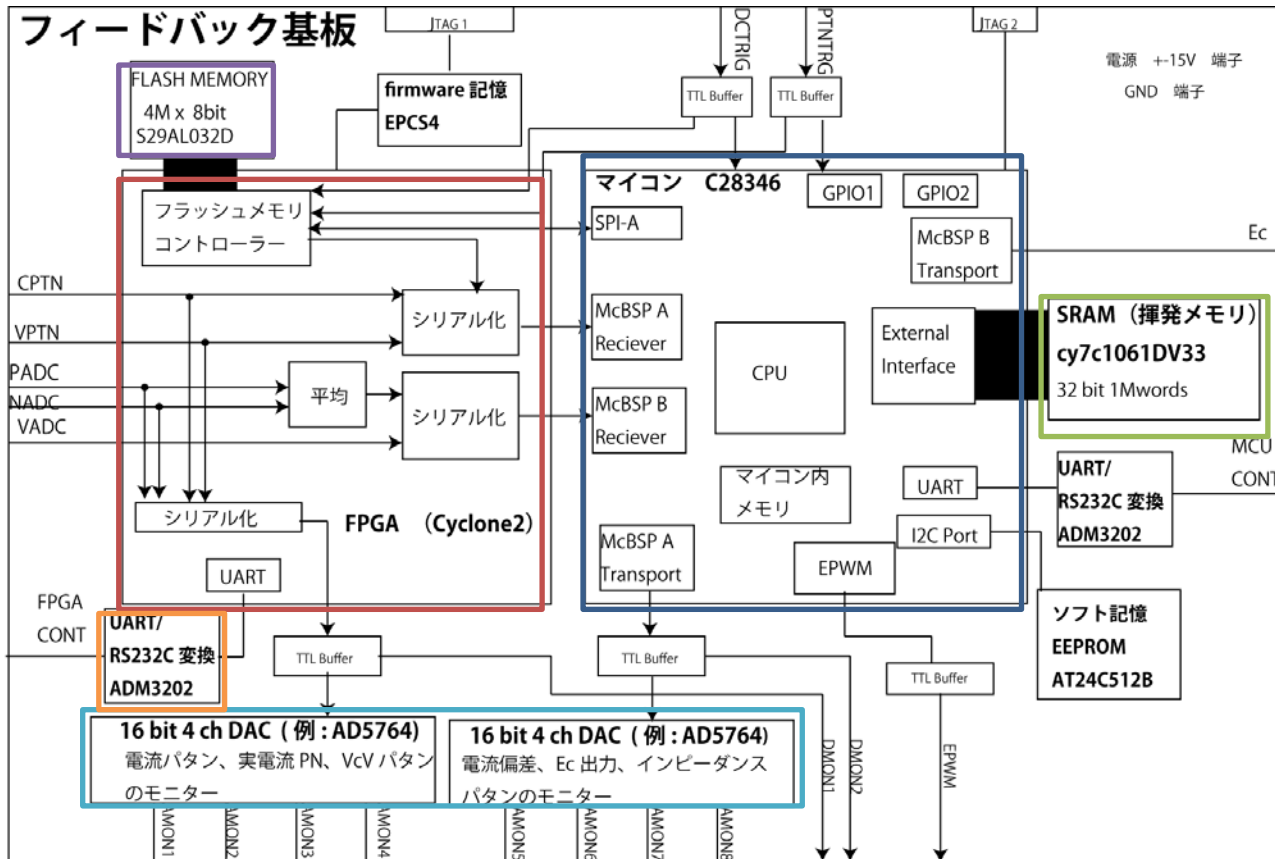 フィードバック基板
JTAG 1
DCTRIG
PTNTRG
JTAG 2
電源 +-15V 端子
GND 端子
FLASH MEMORY
4M x 8bit
S29AL032D
firmware 記憶
EPCS4
TTL Buffer
TTL Buffer
マイコン C28346
GPIO1
GPIO2
フラッシュメモリ
コントローラー
SPI-A
McBSP B
Transport
Ec
CPTN
VPTN
PADC
NADC
VADC
シリアル化
McBSP A
Reciever
External
Interface
SRAM（揮発メモリ）
cy7c1061DV33
32 bit 1Mwords
CPU
平均
シリアル化
McBSP B
Reciever
MCU
CONT
UART/
RS232C 変換
ADM3202
マイコン内
メモリ
UART
シリアル化
FPGA （Cyclone2）
I2C Port
McBSP A
Transport
EPWM
UART
FPGA
CONT
UART/
RS232C 変換
ADM3202
ソフト記憶
EEPROM
AT24C512B
TTL Buffer
TTL Buffer
TTL Buffer
16 bit 4 ch DAC ( 例 : AD5764)
電流パタン、実電流 PN、VcV パタン
のモニター
16 bit 4 ch DAC ( 例 : AD5764)
電流偏差、Ec 出力、インピーダンス
パタンのモニター
DMON1
DMON2
EPWM
AMON1
AMON2
AMON3
AMON4
AMON5
AMON6
AMON7
AMON8